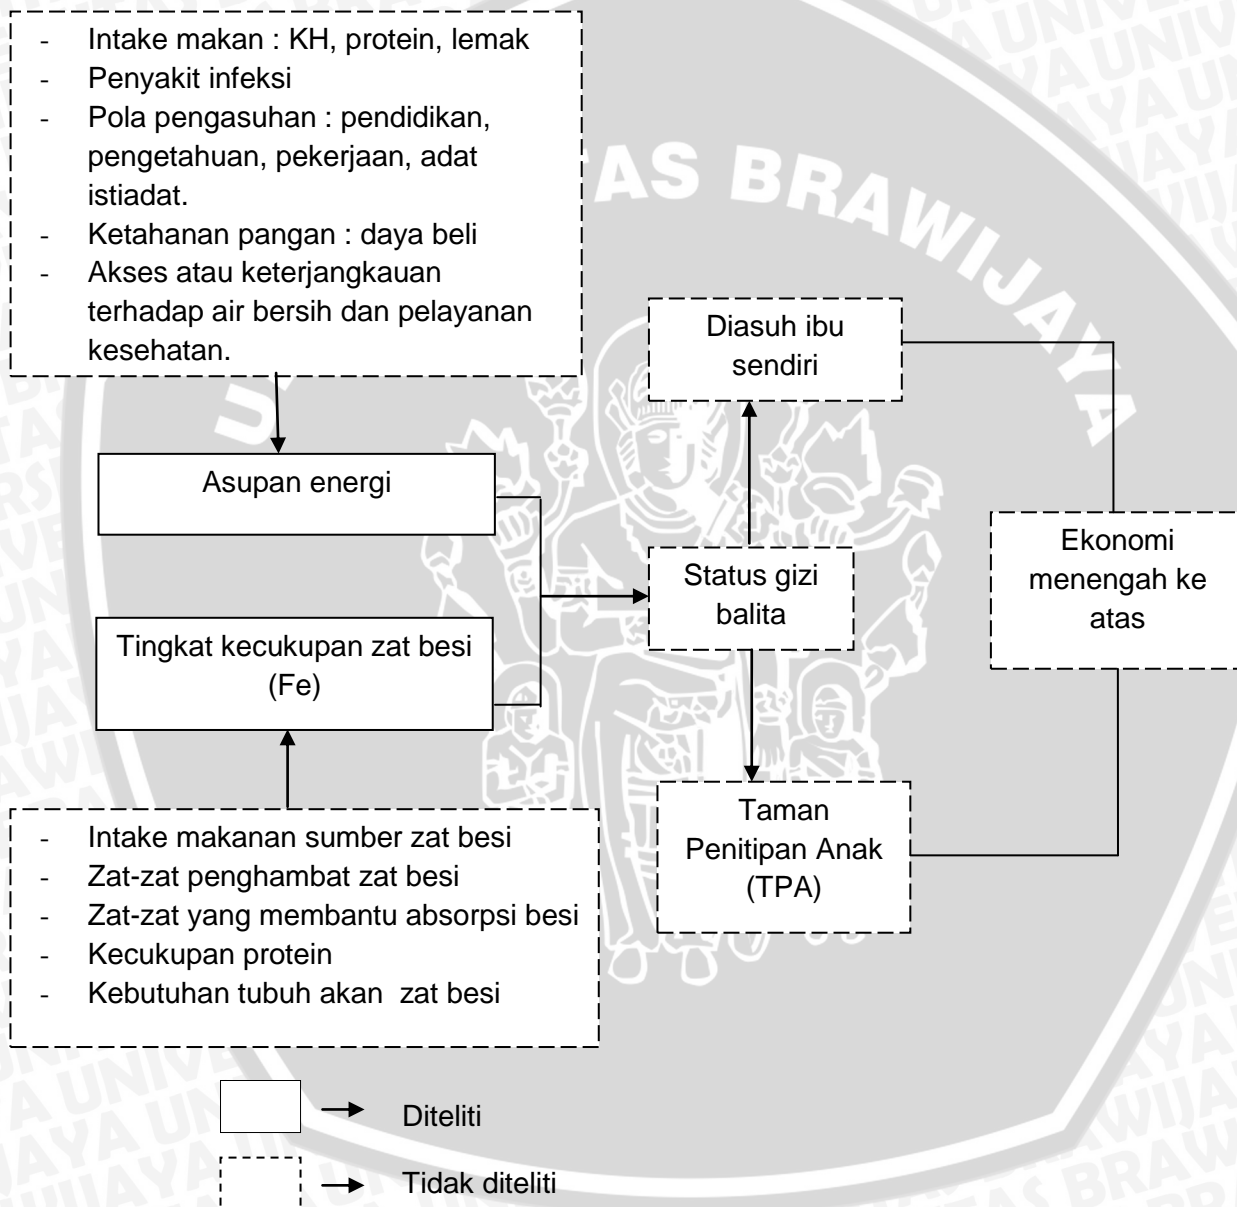 - Intake makan : KH, protein, lemak
- Penyakit infeksi
- Pola pengasuhan : pendidikan,
pengetahuan, pekerjaan, adat
istiadat.
- Ketahanan pangan : daya beli
- Akses atau keterjangkauan
terhadap air bersih dan pelayanan
kesehatan.
AS BRAWIJAYA
Diasuh ibu
sendiri
Asupan energi
Status gizi
balita
Ekonomi
menengah ke
atas
Tingkat kecukupan zat besi
(Fe)
Taman
Penitipan Anak
(TPA)
- Intake makanan sumber zat besi
- Zat-zat penghambat zat besi
- Zat-zat yang membantu absorpsi besi
- Kecukupan protein
- Kebutuhan tubuh akan zat besi
Diteliti
Tidak diteliti